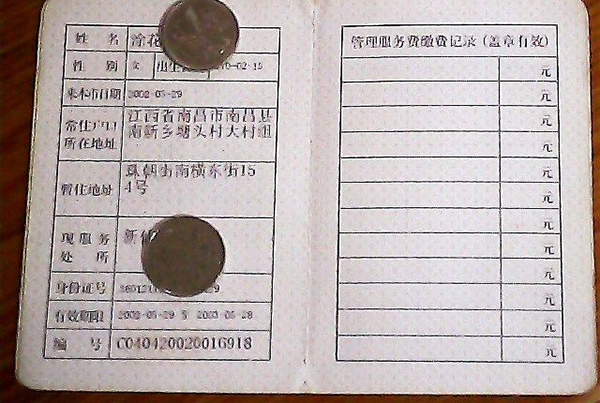 姓 名 涂花
性 别 女 出生
来本市日期 2002-05-29
常住户口所在地址 江西省南昌市南昌县
南新乡塘头村大村组
暂住地址 珠朝街南横东街15
4号
现服务处所 新
身份证号
有效期限 2002-05-29 至 2003-05-28
编 号 C040420020016918
管理服务费缴费记录(盖章有效)
元
元
元
元
元
元
元
元
元
元
元
元